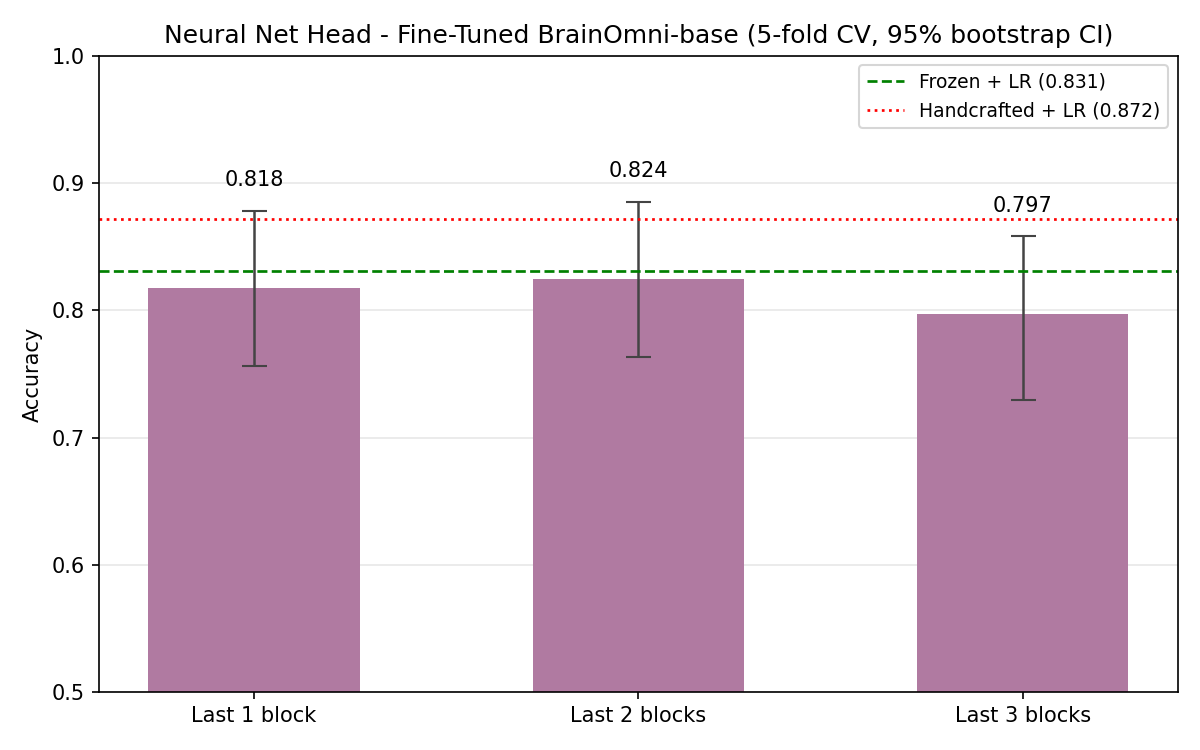 Neural Net Head - Fine-Tuned BrainOmni-base (5-fold CV, 95% bootstrap CI)
1.0
Frozen + LR (0.831)
Handcrafted + LR (0.872)
0.818
0.824
0.797
0.9
0.8
0.7
0.6
0.5
Accuracy
Last 1 block
Last 2 blocks
Last 3 blocks